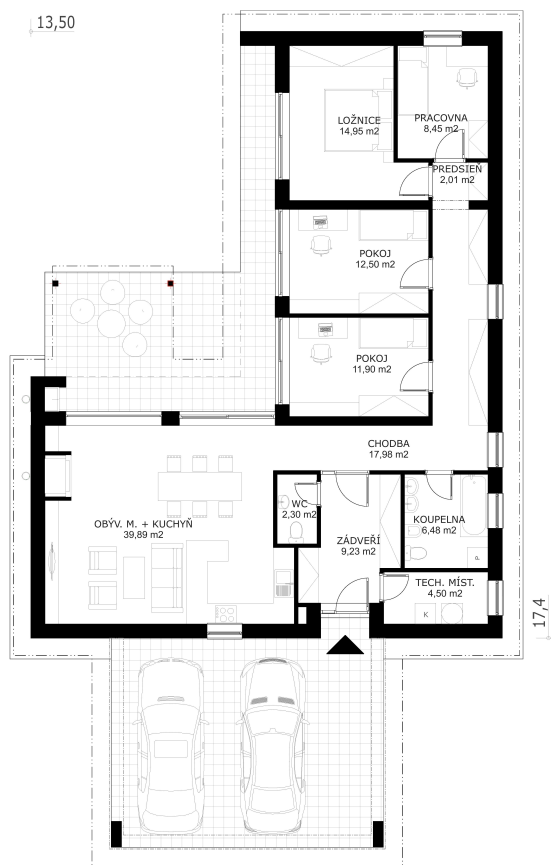 13,50
LOŽNICE
14,95 m2
PRACOVNA
8,45 m2
PREDSIEŇ
2,01 m2
POKOJ
12,50 m2
POKOJ
11,90 m2
CHODBA
17,98 m2
OBÝV. M. + KUCHYŇ
39,89 m2
WC
2,30 m2
ZÁDVEŘÍ
9,23 m2
KOUPELNA
6,48 m2
P
TECH. MÍST.
4,50 m2
K
17,4